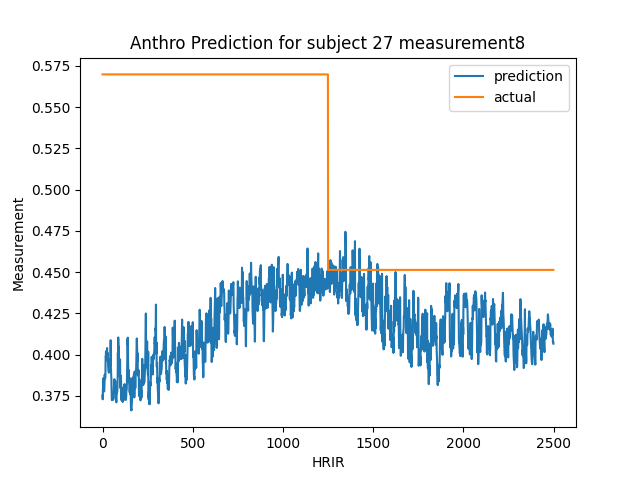 Anthro Prediction for subject 27 measurement8
0.575
0.550
0.525
0.500
0.475
0.450
0.425
0.400
0.375
Measurement
prediction
actual
0 500 1000 1500 2000 2500
HRIR